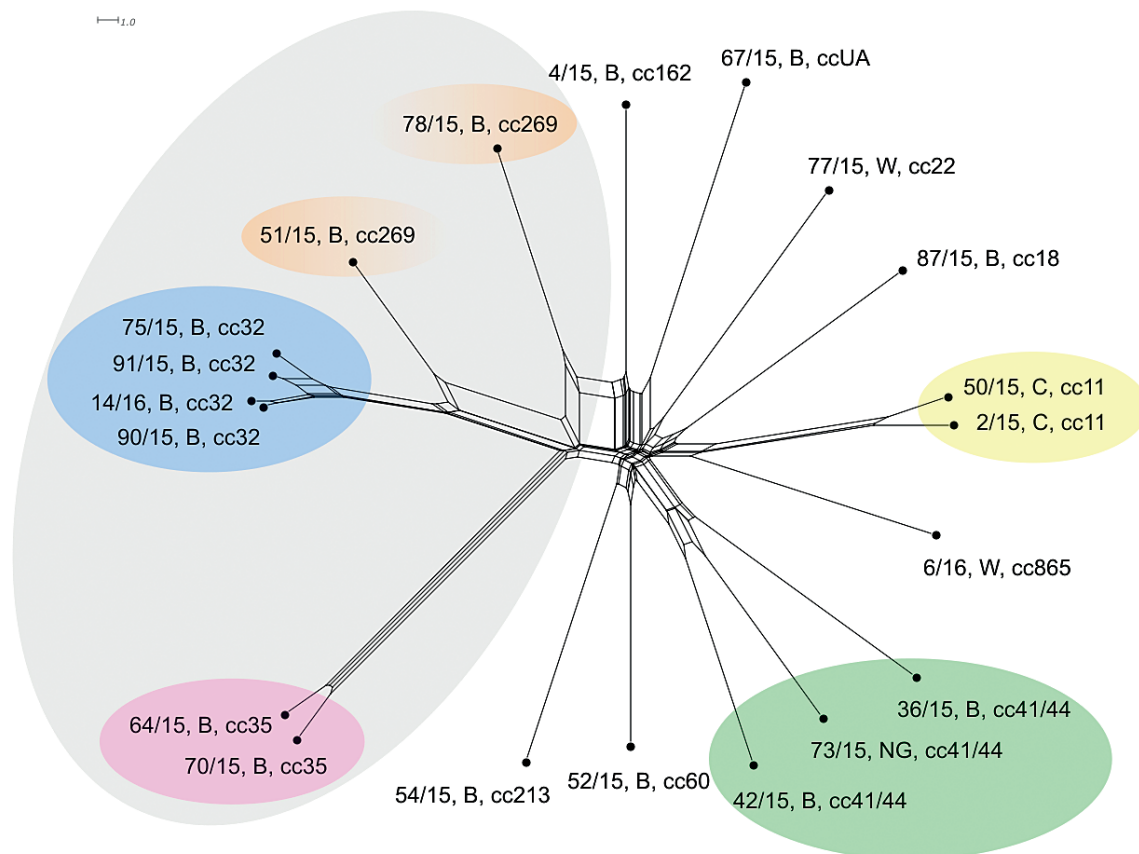 1.0
67/15, B, ccUA
4/15, B, cc162
78/15, B, cc269
77/15, W, cc22
51/15, B, cc269
87/15, B, cc18
75/15, B, cc32
91/15, B, cc32
14/16, B, cc32
90/15, B, cc32
50/15, C, cc11
2/15, C, cc11
6/16, W, cc865
64/15, B, cc35
70/15, B, cc35
54/15, B, cc213
52/15, B, cc60
36/15, B, cc41/44
73/15, NG, cc41/44
42/15, B, cc41/44